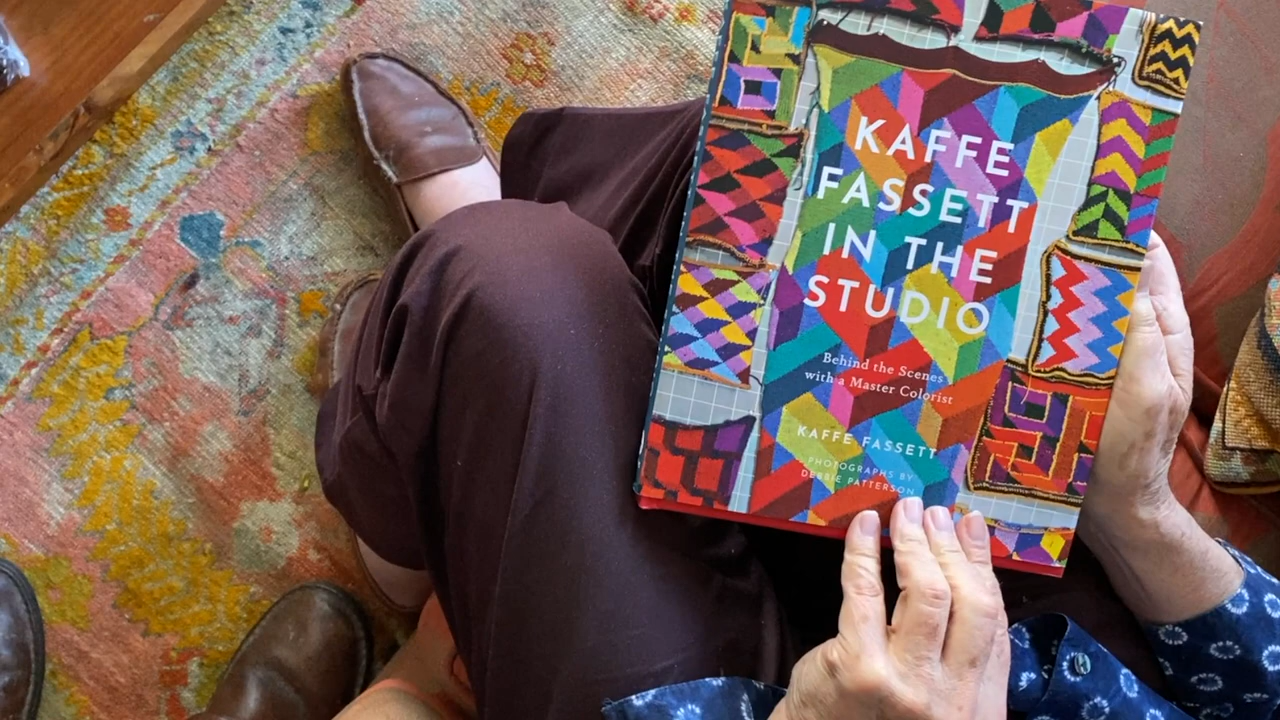 KAFFE
FASSETT
IN THE
STUDIO
Behind the Scenes
with a Master Colorist
KAFFE FASSETT
PHOTOGRAPHS BY
DEBBIE PATTERSON